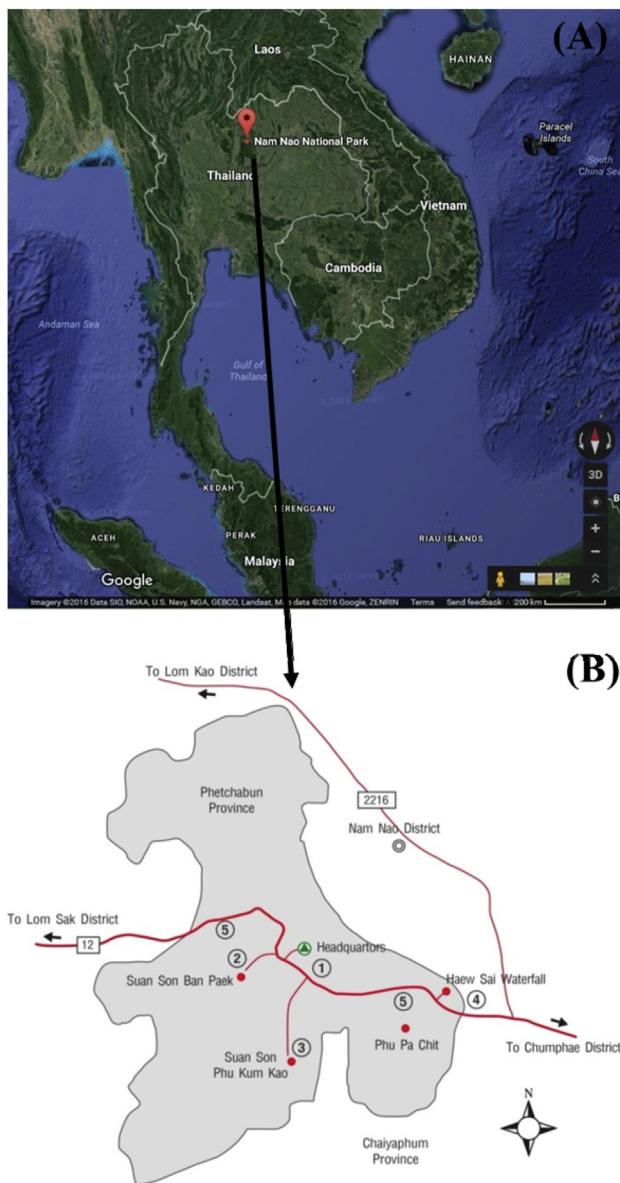 (A)
Laos
HAINAN
Nam Nao National Park
Paracel
Islands
South
China Sea
Thailand
Vietnam
Cambodia
Andaman Sea
Gulf of
Thailand
KEDAH
TERENGGANU
3D
ACEH
PERAK
RIAU ISLANDS
Malaysia
Google
Imagery ©2016 Data SIO, NOAA, U.S. Navy, NGA, GEBCO, Landsat, Map data ©2016 Google, ZENRIN Terms Send feedback 200 km
(B)
To Lom Kao District
Phetchabun
Province
2216
Nam Nao District
To Lom Sak District
12
5
Headquartors
2
1
Suan Son Ban Paek
Haew Sai Waterfall
5
4
3
Phu Pa Chit
Suan Son
Phu Kum Kao
To Chumphae District
N
Chaiyaphum
Province